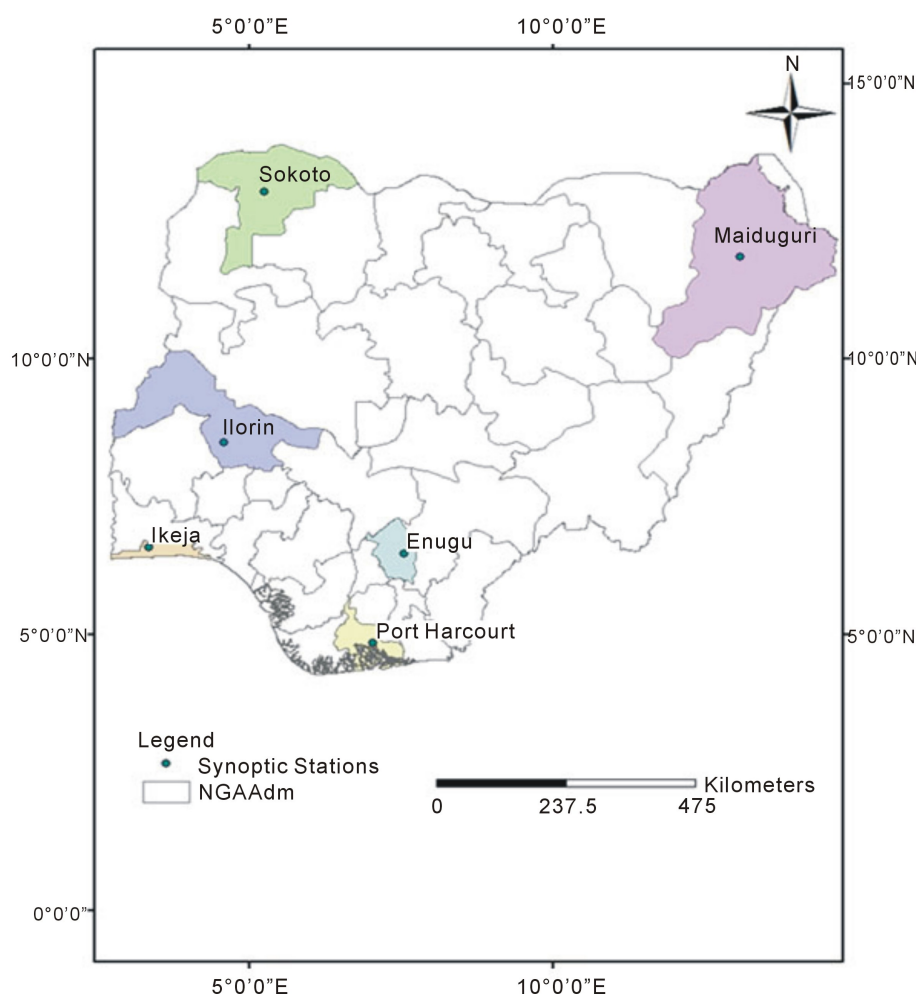 5°0'0"E 10°0'0"E
N
15°0'0"N
Sokoto
Maiduguri
10°0'0"N 10°0'0"N
Ilorin
Ikeja
Enugu
5°0'0"N Port Harcourt 5°0'0"N
Legend
Synoptic Stations
NGAAdm
Kilometers
0 237.5 475
0°0'0"
5°0'0"E 10°0'0"E